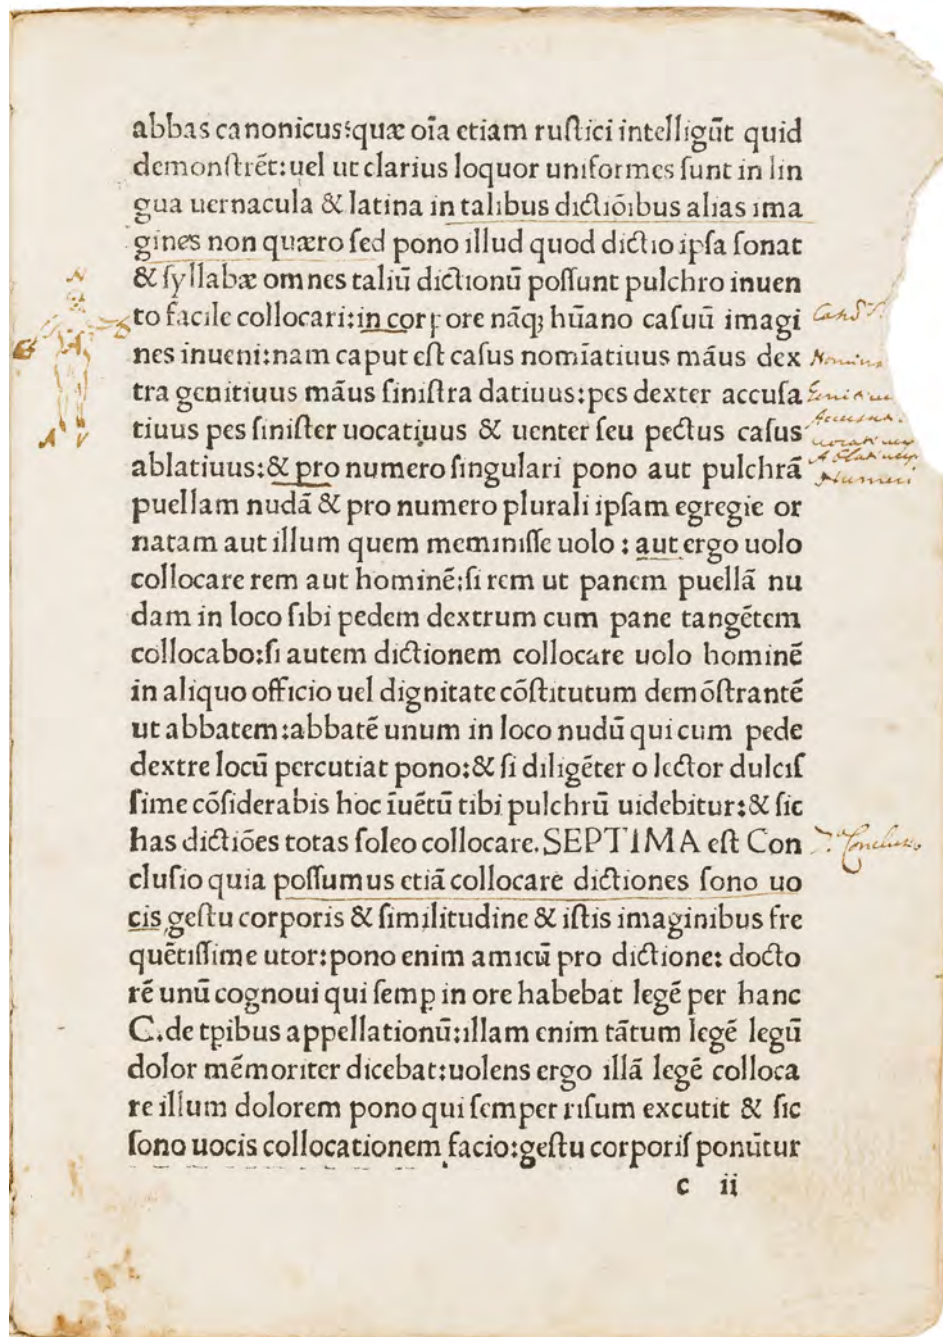 abbas canonicus:quæ oīa etiam ruſtici intelligūt quid
demonſtrēt:uel ut clarius loquor uniformes ſunt in lin
gua uernacula & latina in talibus dictiōibus alias ima
gines non quæro ſed pono illud quod dictio ipſa ſonat
& ſyllabæ omnes taliū dictionū poſſunt pulchro inuen
N
to facile collocari:in corpore nāqꝫ hūano caſuū imagi
nes inueni:nam caput eſt caſus nomīatiuus māus dex
G
tra genitiuus māus ſiniſtra datiuus:pes dexter accuſa
Accusat.
tiuus pes ſiniſter uocatiuus & uenter ſeu pectus caſus
uocatiuus
A V
ablatiuus:& pro numero ſingulari pono aut pulchrā
Ablatiuus
Numeri
puellam nudā & pro numero plurali ipſam egregie or
natam aut illum quem meminiſſe uolo : aut ergo uolo
collocare rem aut hominē:ſi rem ut panem puellā nu
dam in loco ſibi pedem dextrum cum pane tangētem
collocabo:ſi autem dictionem collocare uolo hominē
in aliquo officio uel dignitate cōſtitutum demōſtrantē
ut abbatem:abbatē unum in loco nudū qui cum pede
dextre locū percutiat pono:& ſi diligēter o lector dulciſ
ſime cōſiderabis hoc īuētū tibi pulchrū uidebitur:& ſic
has dictiōes totas ſoleo collocare. SEPTIMA eſt Con
7.ª Conclusio
cluſio quia poſſumus etiā collocare dictiones ſono uo
cis geſtu corporis & ſimilitudine & iſtis imaginibus fre
quētiſſime utor:pono enim amicū pro dictione: docto
rē unū cognoui qui ſemꝑ in ore habebat legē per hanc
C.de tꝑibus appellationū:illam enim tātum legē legū
dolor mēmoriter dicebat:uolens ergo illā legē colloca
re illum dolorem pono qui ſemper riſum excutit & ſic
ſono uocis collocationem facio:geſtu corporiſ ponūtur
c ii